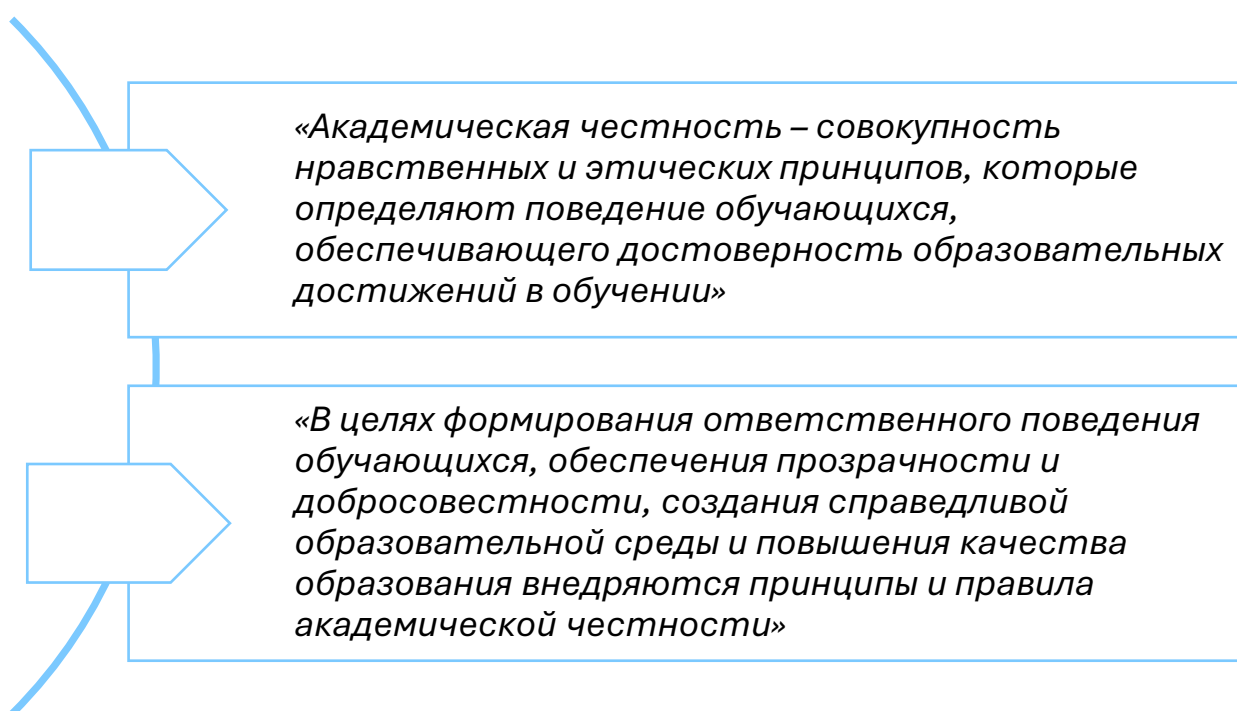 «Академическая честность – совокупность
нравственных и этических принципов, которые
определяют поведение обучающихся,
обеспечивающего достоверность образовательных
достижений в обучении»
«В целях формирования ответственного поведения
обучающихся, обеспечения прозрачности и
добросовестности, создания справедливой
образовательной среды и повышения качества
образования внедряются принципы и правила
академической честности»